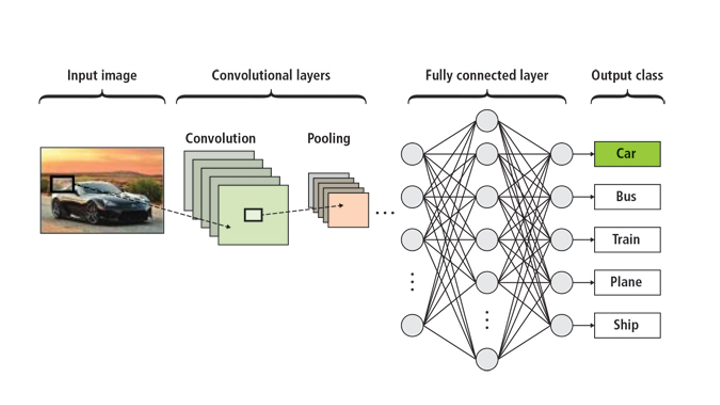 Input image
Convolutional layers
Fully connected layer
Output class
Convolution
Pooling
Car
Bus
Train
Plane
Ship